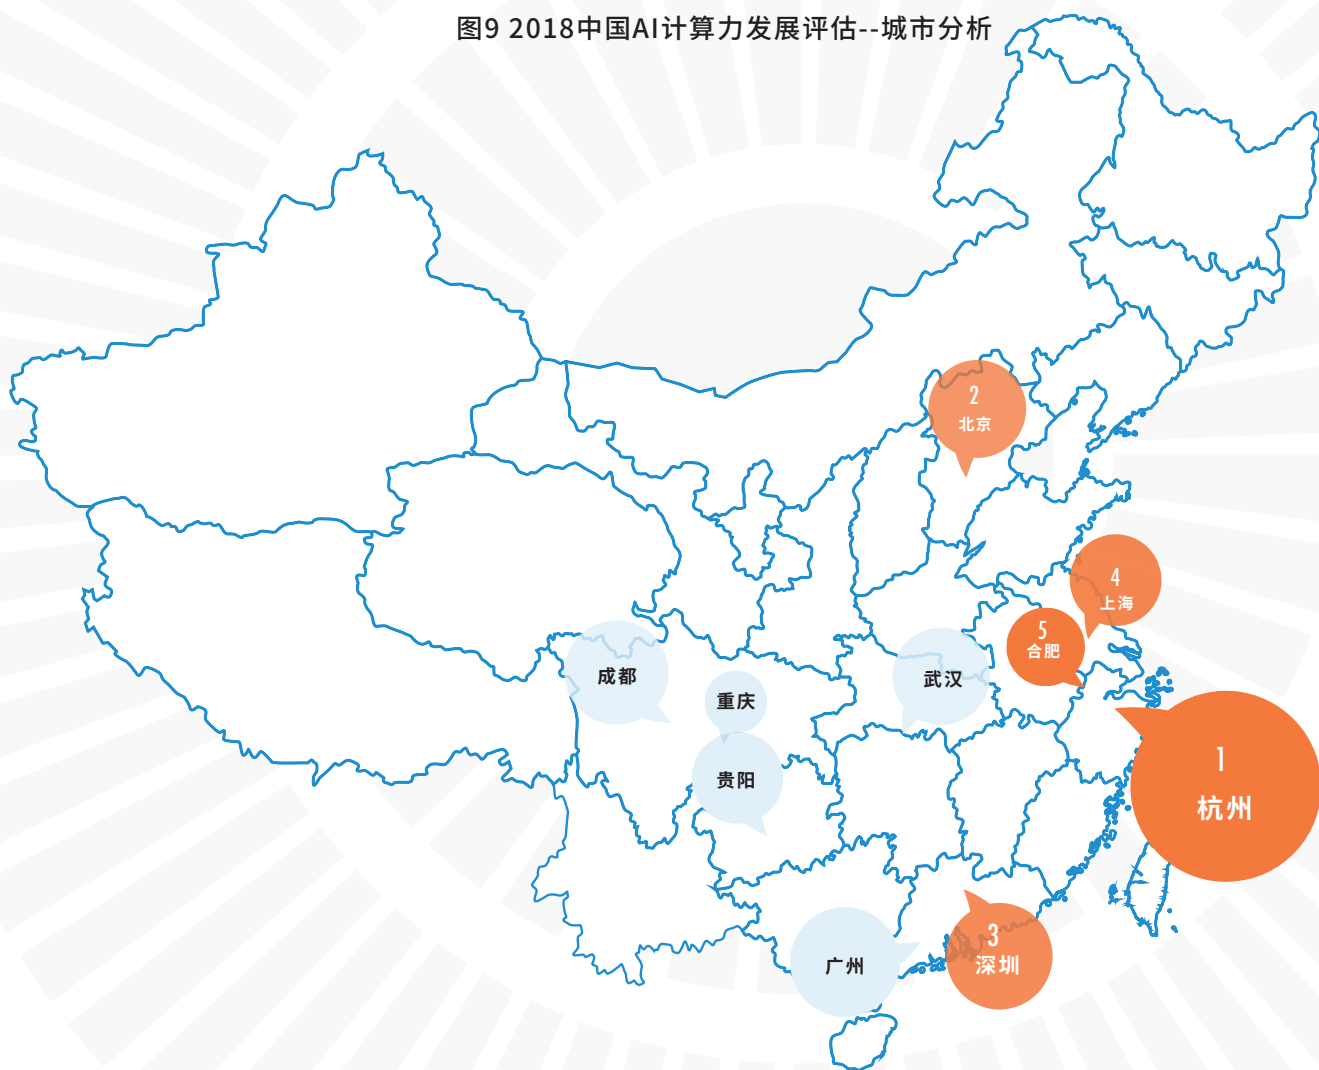 图9 2018中国AI计算力发展评估--城市分析
2
北京
4
上海
5
合肥
成都
重庆
武汉
贵阳
1
杭州
3
深圳
广州